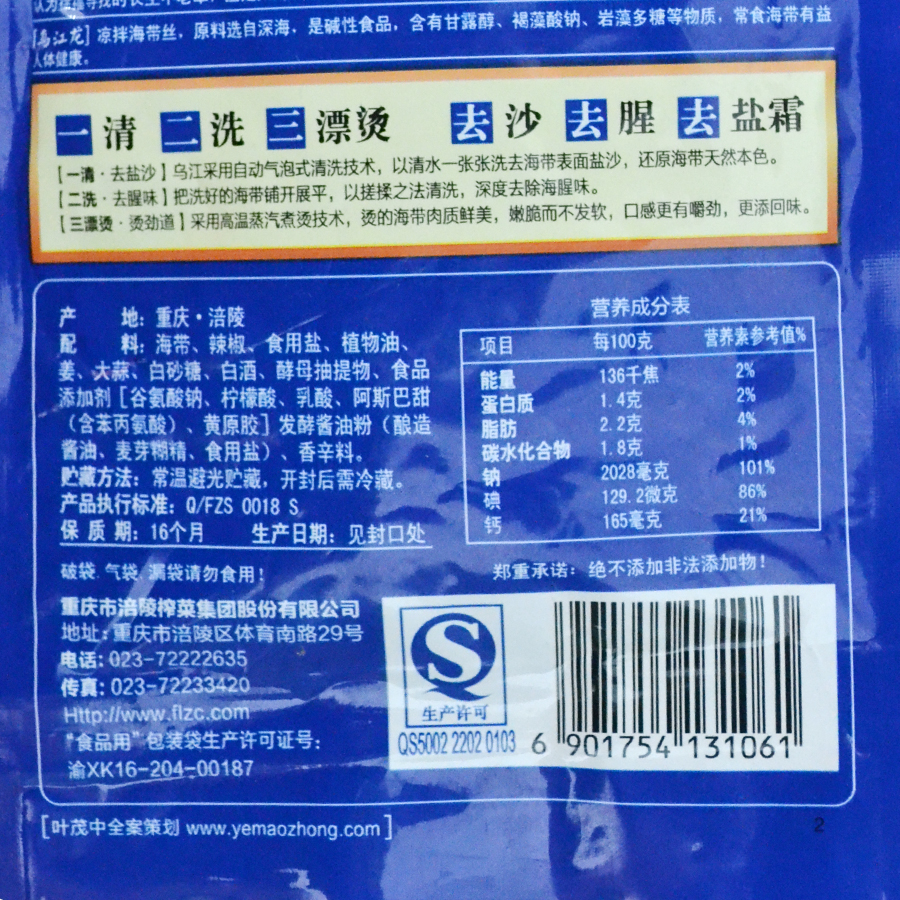 [乌江龙] 凉拌海带丝，原料选自深海，是碱性食品，含有甘露醇、褐藻酸钠、岩藻多糖等物质，常食海带有益
人体健康。
一清 二洗 三漂烫 去沙 去腥 去盐霜
【一清·去盐沙】乌江采用自动气泡式清洗技术，以清水一张张洗去海带表面盐沙，还原海带天然本色。
【二洗·去腥味】把洗好的海带铺开展平，以搓揉之法清洗，深度去除海腥味。
【三漂烫·烫劲道】采用高温蒸汽煮烫技术，烫的海带肉质鲜美，嫩脆而不发软，口感更有嚼劲，更添回味。
产 地：重庆·涪陵
配 料：海带、辣椒、食用盐、植物油、
姜、大蒜、白砂糖、白酒、酵母抽提物、食品
添加剂［谷氨酸钠、柠檬酸、乳酸、阿斯巴甜
（含苯丙氨酸）、黄原胶］发酵酱油粉（酿造
酱油、麦芽糊精、食用盐）、香辛料。
贮藏方法：常温避光贮藏，开封后需冷藏。
产品执行标准：Q/FZS 0018 S
保 质 期：16个月 生产日期：见封口处
营养成分表
项目 每100克 营养素参考值%
能量 136千焦 2%
蛋白质 1.4克 2%
脂肪 2.2克 4%
碳水化合物 1.8克 1%
钠 2028毫克 101%
碘 129.2微克 86%
钙 165毫克 21%
破袋.气袋.漏袋请勿食用！
郑重承诺：绝不添加非法添加物！
重庆市涪陵榨菜集团股份有限公司
地址：重庆市涪陵区体育南路29号
电话：023-72222635
传真：023-72233420
Http://www.flzc.com
"食品用"包装袋生产许可证号：
渝XK16-204-00187
生产许可
QS5002 2202 0103
6 901754 131061
[叶茂中全案策划 www.yemaozhong.com]
2